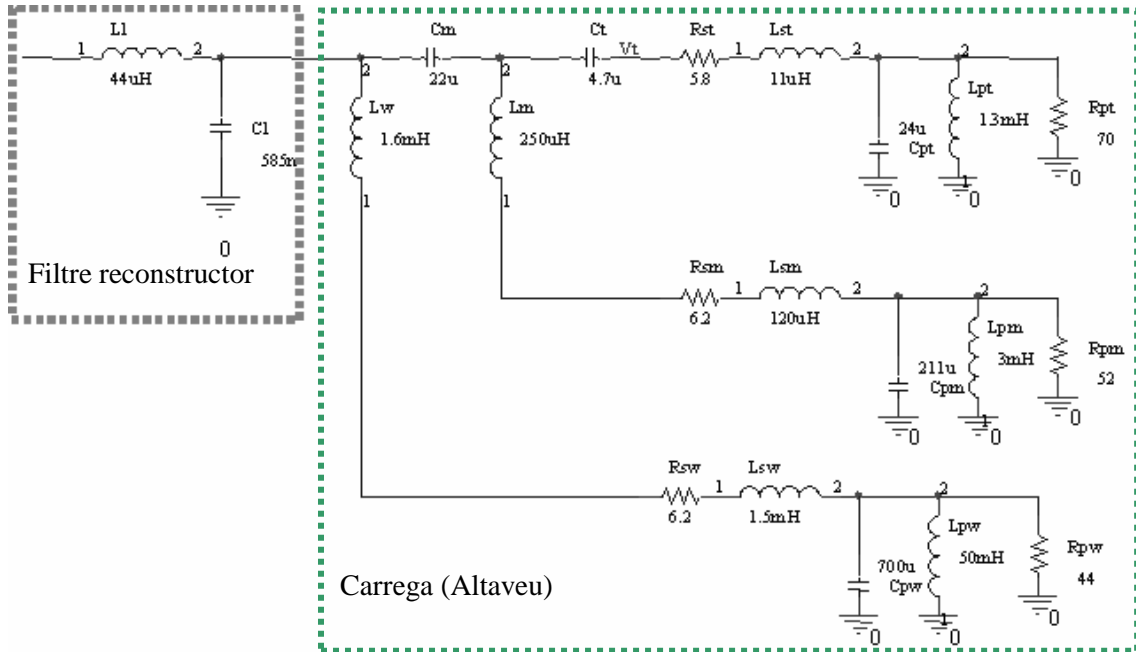 L1
1 2
44uH
C1
585n
0
Filtre reconstructor
Cm
22u
Ct
4.7u
Vt
Rst
5.8
Lst
1 2
11uH
2
Lpt
13mH
1
0
24u
Cpt
0
Rpt
70
0
2
Lw
1.6mH
1
2
Lm
250uH
1
Rsm
6.2
Lsm
1 2
120uH
2
Lpm
3mH
1
0
211u
Cpm
0
Rpm
52
0
Rsw
6.2
Lsw
1 2
1.5mH
2
Lpw
50mH
1
0
700u
Cpw
0
Rpw
44
0
Carrega (Altaveu)